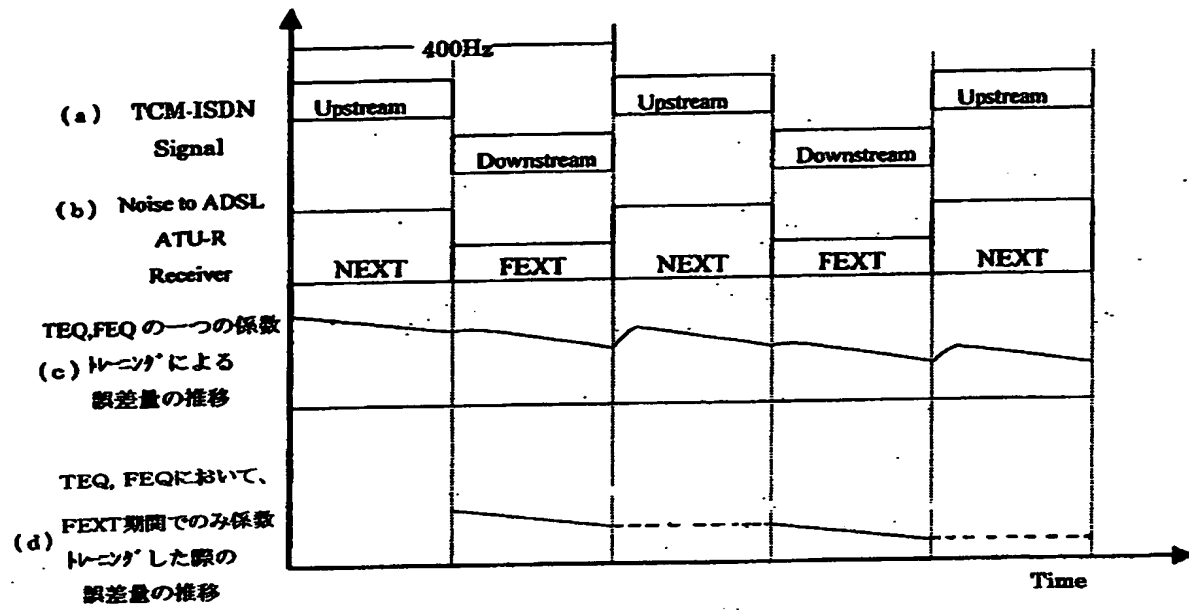 400Hz
(a) TCM-ISDN
Signal
Upstream
Upstream
Upstream
Downstream
Downstream
(b) Noise to ADSL
ATU-R
Receiver
NEXT
FEXT
NEXT
FEXT
NEXT
TEQ,FEQ の一つの係数
(c) ﾄﾚｰﾆﾝｸﾞによる
誤差量の推移
TEQ, FEQにおいて、
FEXT期間でのみ係数
(d) ﾄﾚｰﾆﾝｸﾞした際の
誤差量の推移
Time